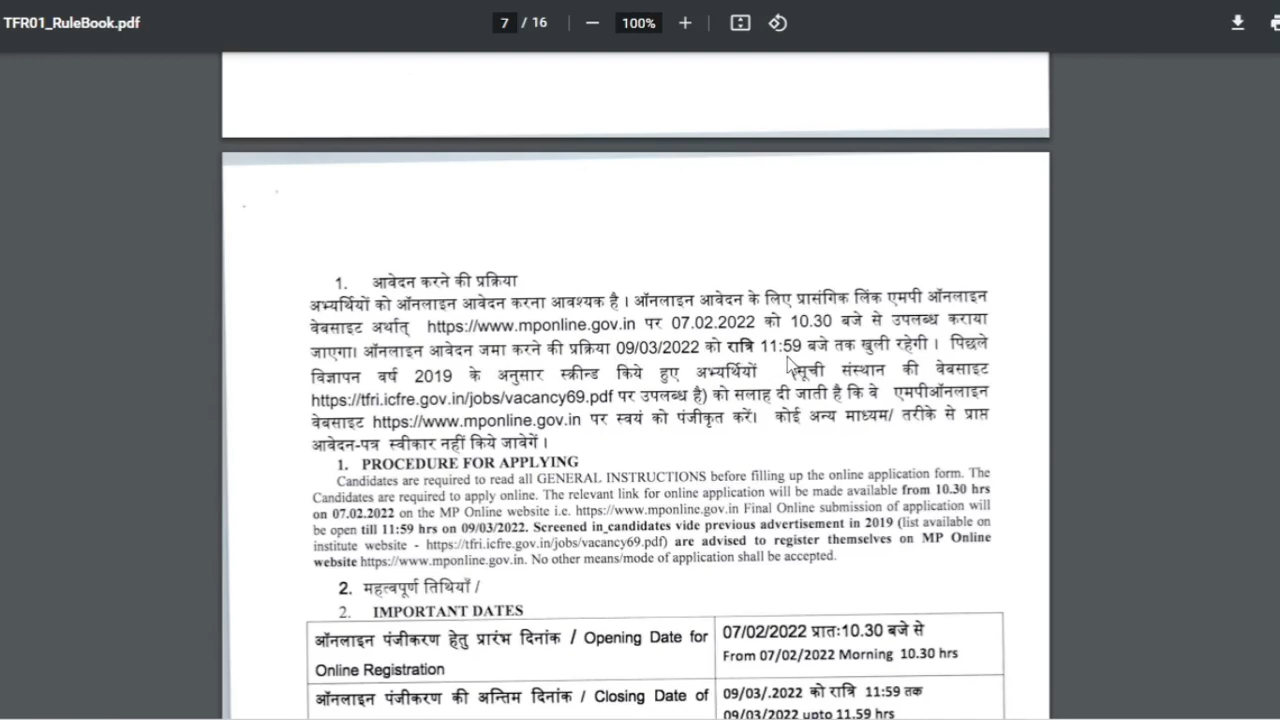 TFR01_RuleBook.pdf
7 / 16
100%
1. आवेदन करने की प्रक्रिया
अभ्यर्थियों को ऑनलाइन आवेदन करना आवश्यक है । ऑनलाइन आवेदन के लिए प्रासंगिक लिंक एमपी ऑनलाइन
वेबसाइट अर्थात् https://www.mponline.gov.in पर 07.02.2022 को 10.30 बजे से उपलब्ध कराया
जाएगा। ऑनलाइन आवेदन जमा करने की प्रक्रिया 09/03/2022 को रात्रि 11:59 बजे तक खुली रहेगी । पिछले
विज्ञापन वर्ष 2019 के अनुसार स्क्रीन्ड किये हुए अभ्यर्थियों सूची संस्थान की वेबसाइट
https://tfri.icfre.gov.in/jobs/vacancy69.pdf पर उपलब्ध है) को सलाह दी जाती है कि वे एमपीऑनलाइन
वेबसाइट https://www.mponline.gov.in पर स्वयं को पंजीकृत करें। कोई अन्य माध्यम/ तरीके से प्राप्त
आवेदन-पत्र स्वीकार नहीं किये जावेगें ।
1. PROCEDURE FOR APPLYING
Candidates are required to read all GENERAL INSTRUCTIONS before filling up the online application form. The
Candidates are required to apply online. The relevant link for online application will be made available from 10.30 hrs
on 07.02.2022 on the MP Online website i.e. https://www.mponline.gov.in Final Online submission of application will
be open till 11:59 hrs on 09/03/2022. Screened in candidates vide previous advertisement in 2019 (list available on
institute website - https://tfri.icfre.gov.in/jobs/vacancy69.pdf) are advised to register themselves on MP Online
website https://www.mponline.gov.in. No other means/mode of application shall be accepted.
2. महत्वपूर्ण तिथियाँ /
2. IMPORTANT DATES
ऑनलाइन पंजीकरण हेतु प्रारंभ दिनांक / Opening Date for
Online Registration
07/02/2022 प्रातः10.30 बजे से
From 07/02/2022 Morning 10.30 hrs
ऑनलाइन पंजीकरण की अन्तिम दिनांक / Closing Date of
09/03/.2022 को रात्रि 11:59 तक
09/03/2022 upto 11.59 hrs